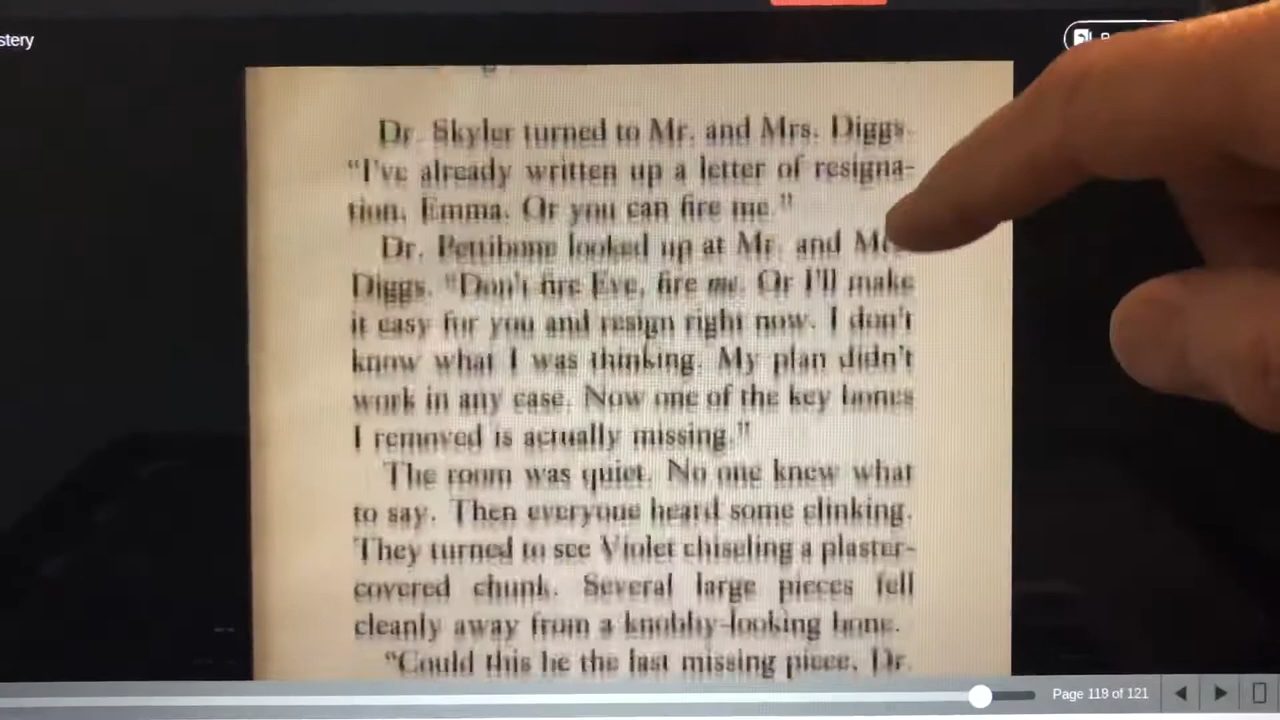 stery
Dr. Skyler turned to Mr. and Mrs. Diggs.
"I've already written up a letter of resigna-
tion, Emma. Or you can fire me."
Dr. Pettibone looked up at Mr. and
Diggs. "Don't fire Eve, fire me. Or I'll make
it easy for you and resign right now. I don't
know what I was thinking. My plan didn't
work in any case. Now one of the key bones
I removed is actually missing."
The room was quiet. No one knew what
to say. Then everyone heard some clinking.
They turned to see Violet chiseling a plaster-
covered chunk. Several large pieces fell
cleanly away from a knobby-looking bone.
"Could this be the last missing piece, Dr.
Page 119 of 121